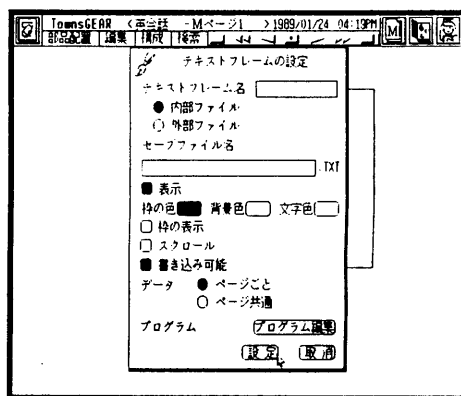 TownsGEAR 〈英会話 -Mページ1 〉1989/01/24 04:19PM M
部品配置 編集 構成 検索
テキストフレームの設定
テキストフレーム名
● 内部ファイル
○ 外部ファイル
セーブファイル名
.TXT
■ 表示
枠の色 背景色 文字色
□ 枠の表示
□ スクロール
■ 書き込み可能
データ ● ページごと
○ ページ共通
プログラム プログラム編集
設定 取消